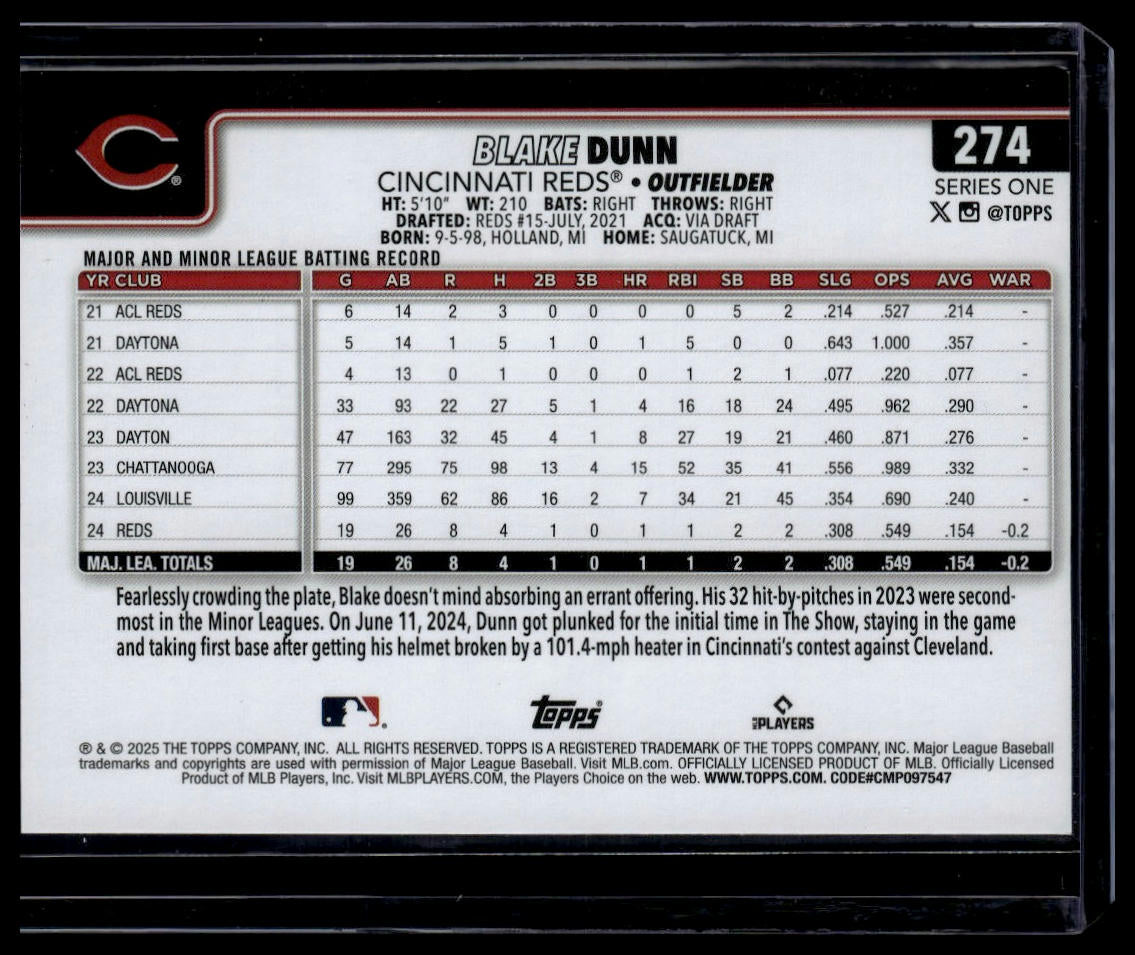 BLAKE DUNN
274
CINCINNATI REDS® • OUTFIELDER
SERIES ONE
HT: 5'10" WT: 210 BATS: RIGHT THROWS: RIGHT
@TOPPS
DRAFTED: REDS #15-JULY, 2021 ACQ: VIA DRAFT
BORN: 9-5-98, HOLLAND, MI HOME: SAUGATUCK, MI
MAJOR AND MINOR LEAGUE BATTING RECORD
YR CLUB G AB R H 2B 3B HR RBI SB BB SLG OPS AVG WAR
21 ACL REDS 6 14 2 3 0 0 0 0 5 2 .214 .527 .214 -
21 DAYTONA 5 14 1 5 1 0 1 5 0 0 .643 1.000 .357 -
22 ACL REDS 4 13 0 1 0 0 0 1 2 1 .077 .220 .077 -
22 DAYTONA 33 93 22 27 5 1 4 16 18 24 .495 .962 .290 -
23 DAYTON 47 163 32 45 4 1 8 27 19 21 .460 .871 .276 -
23 CHATTANOOGA 77 295 75 98 13 4 15 52 35 41 .556 .989 .332 -
24 LOUISVILLE 99 359 62 86 16 2 7 34 21 45 .354 .690 .240 -
24 REDS 19 26 8 4 1 0 1 1 2 2 .308 .549 .154 -0.2
MAJ. LEA. TOTALS 19 26 8 4 1 0 1 1 2 2 .308 .549 .154 -0.2
Fearlessly crowding the plate, Blake doesn't mind absorbing an errant offering. His 32 hit-by-pitches in 2023 were second-
most in the Minor Leagues. On June 11, 2024, Dunn got plunked for the initial time in The Show, staying in the game
and taking first base after getting his helmet broken by a 101.4-mph heater in Cincinnati's contest against Cleveland.
Topps®
PLAYERS
® & © 2025 THE TOPPS COMPANY, INC. ALL RIGHTS RESERVED. TOPPS IS A REGISTERED TRADEMARK OF THE TOPPS COMPANY, INC. Major League Baseball
trademarks and copyrights are used with permission of Major League Baseball. Visit MLB.com. OFFICIALLY LICENSED PRODUCT OF MLB. Officially Licensed
Product of MLB Players, Inc. Visit MLBPLAYERS.COM, the Players Choice on the web. WWW.TOPPS.COM. CODE#CMP097547